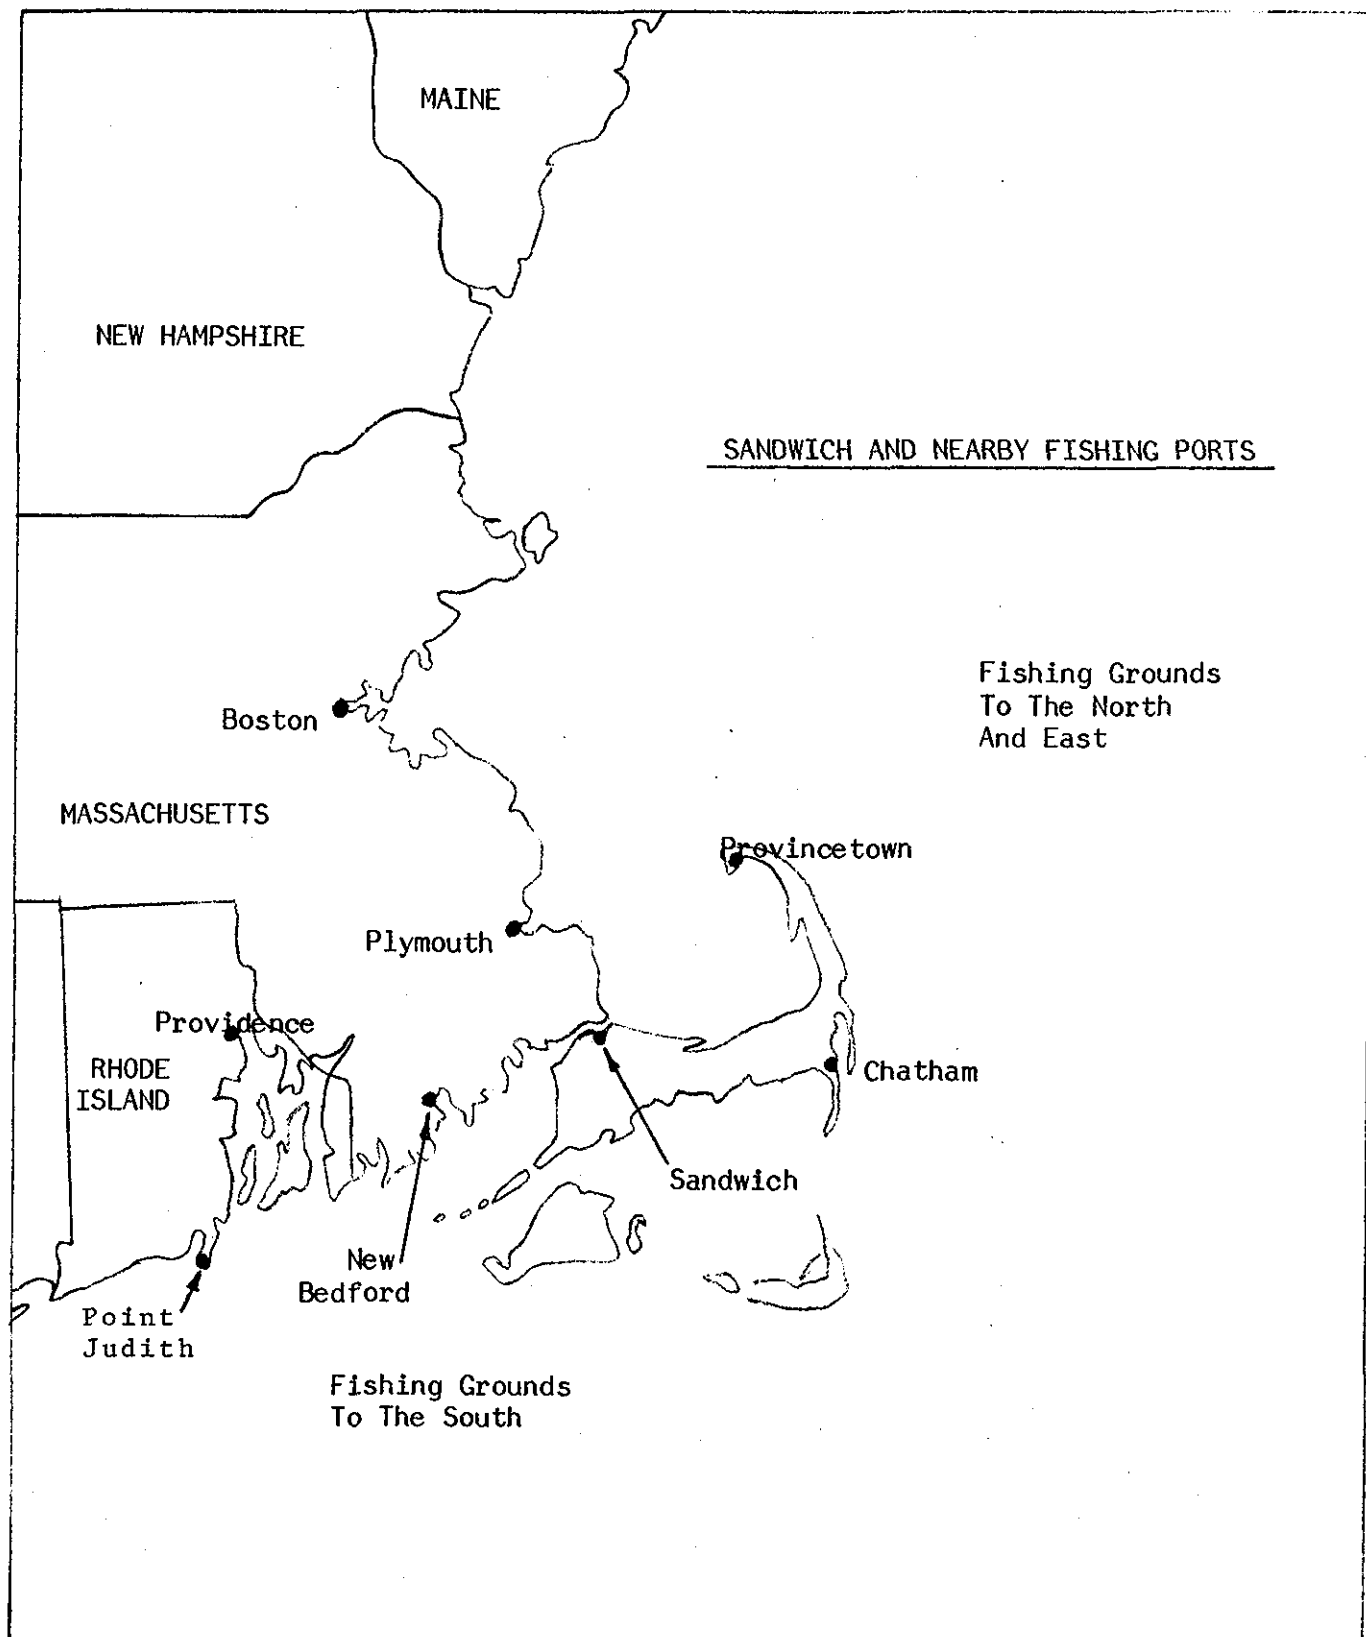 MAINE
NEW HAMPSHIRE
SANDWICH AND NEARBY FISHING PORTS
Fishing Grounds
To The North
And East
Boston
MASSACHUSETTS
Provincetown
Plymouth
Providence
RHODE
ISLAND
Chatham
Sandwich
New
Bedford
Point
Judith
Fishing Grounds
To The South